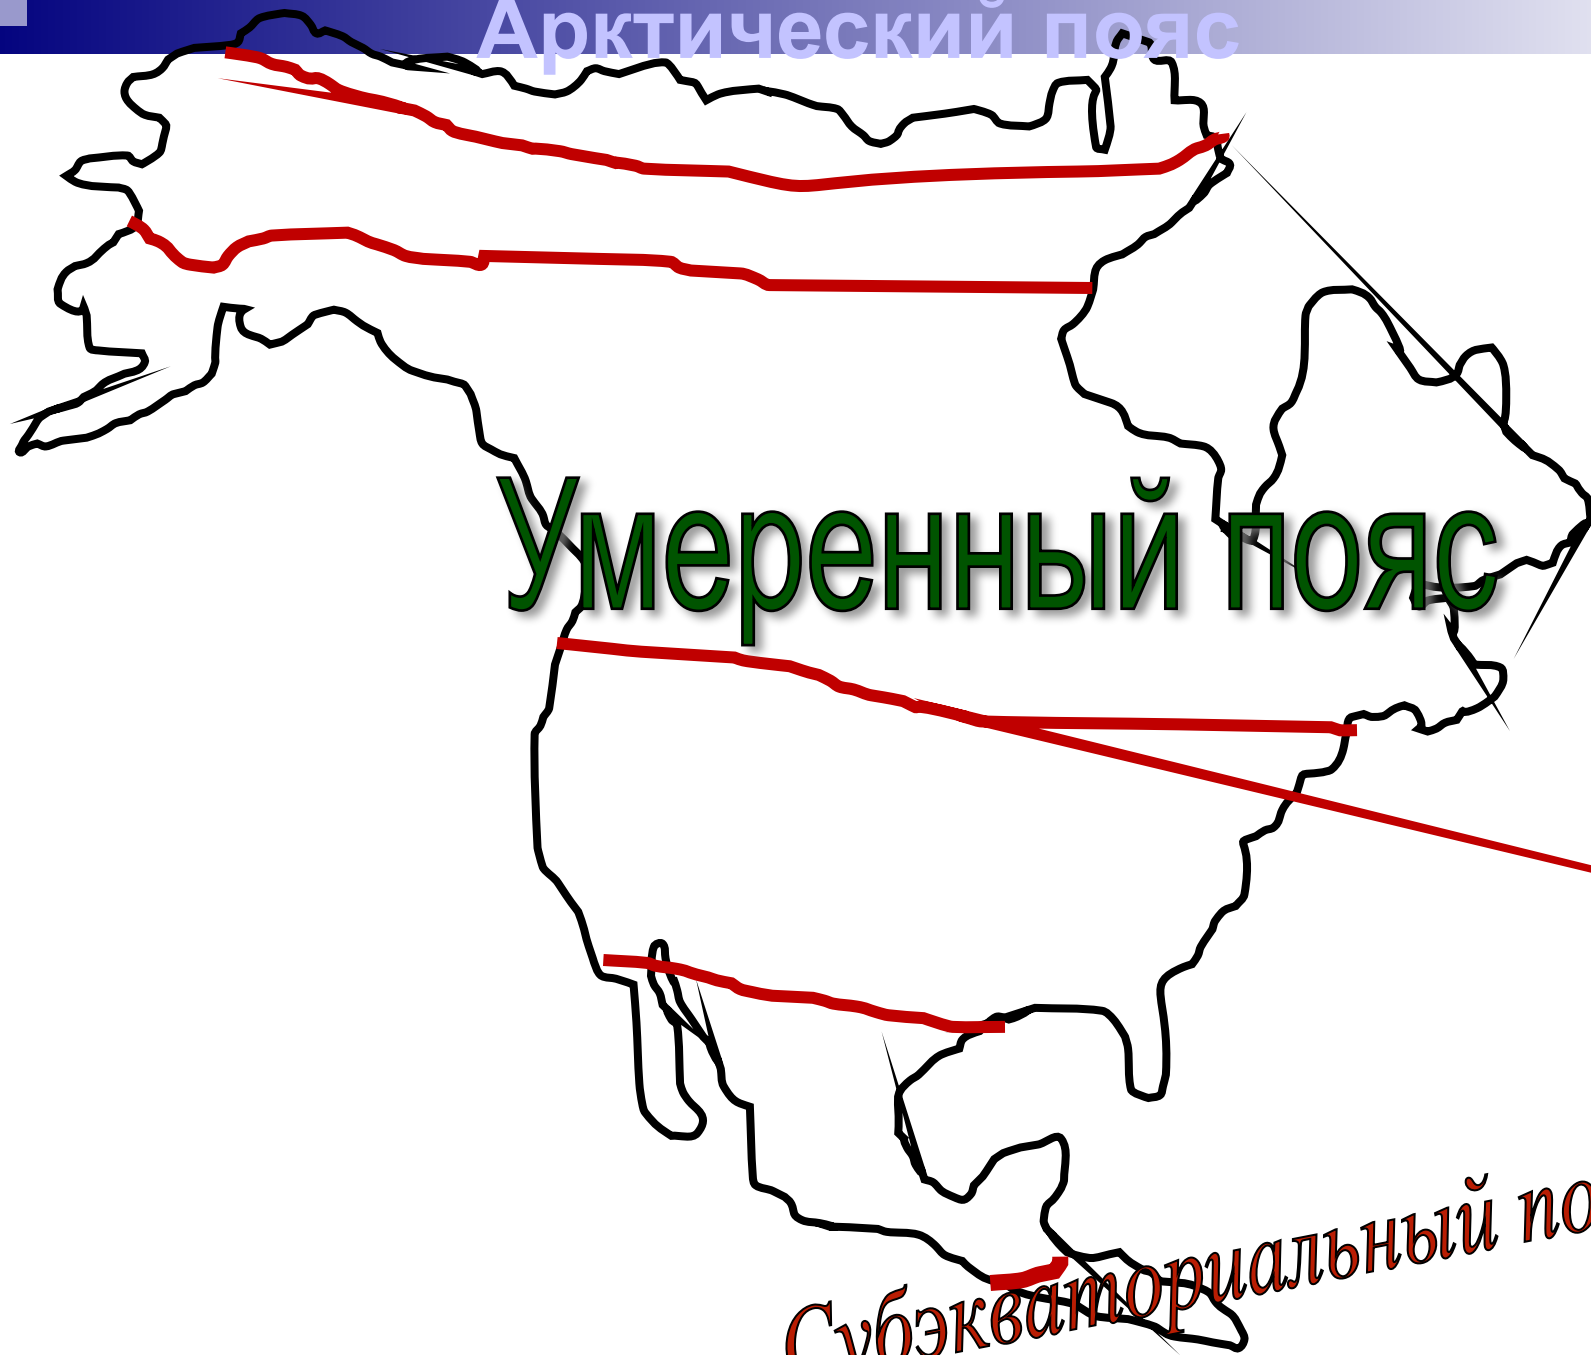 Арктический пояс
Умеренный пояс
Субэкваториальный по